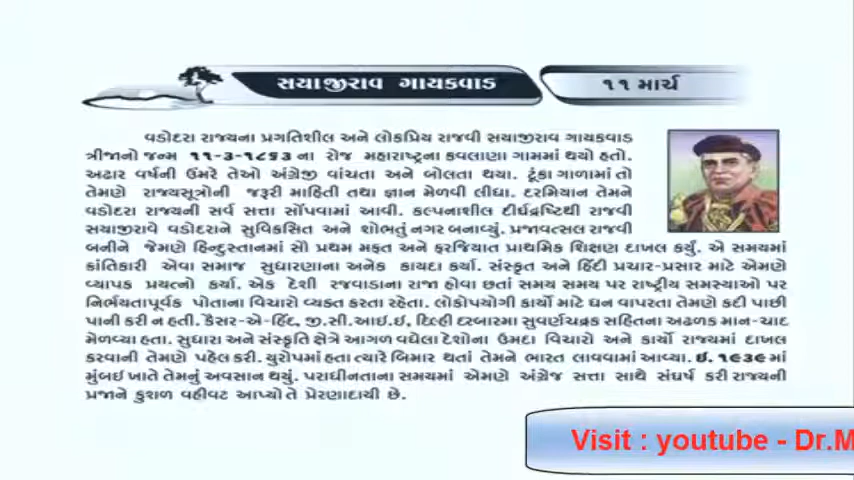 સયાજીરાવ ગાયકવાડ
૧૧ માર્ચ
વડોદરા રાજ્યના પ્રગતિશીલ અને લોકપ્રિય રાજવી સયાજીરાવ ગાયકવાડ
ત્રીજાનો જન્મ ૧૧-૩-૧૮૬૩ ના રોજ મહારાષ્ટ્રના કવલાણા ગામમાં થયો હતો.
અઢાર વર્ષની ઉંમરે તેઓ અંગ્રેજી વાંચતા અને બોલતા થયા. ટૂંકા ગાળામાં તો
તેમણે રાજ્યસૂત્રોની જરૂરી માહિતી તથા જ્ઞાન મેળવી લીધા. દરમિયાન તેમને
વડોદરા રાજ્યની સર્વ સત્તા સોંપવામાં આવી. કલ્પનાશીલ દીર્ઘદ્રષ્ટિથી રાજવી
સયાજીરાવે વડોદરાને સુવિકસિત અને શોભતું નગર બનાવ્યું. પ્રજાવત્સલ રાજવી
બનીને જેમણે હિન્દુસ્તાનમાં સૌ પ્રથમ મફત અને ફરજિયાત પ્રાથમિક શિક્ષણ દાખલ કર્યું. એ સમયમાં
ક્રાંતિકારી એવા સમાજ સુધારણાના અનેક કાયદા કર્યા. સંસ્કૃત અને હિંદી પ્રચાર-પ્રસાર માટે એમણે
વ્યાપક પ્રયત્નો કર્યા. એક દેશી રજવાડાના રાજા હોવા છતાં સમય સમય પર રાષ્ટ્રીય સમસ્યાઓ પર
નિર્ભયતાપૂર્વક પોતાના વિચારો વ્યક્ત કરતા રહેતા. લોકોપયોગી કાર્યો માટે ધન વાપરતા તેમણે કદી પાછી
પાની કરી ન હતી. કૈસર-એ-હિંદ, જી.સી.આઇ.ઇ, દિલ્હી દરબારમા સુવર્ણચંદ્રક સહિતના અઢળક માન-ચાદ
મેળવ્યા હતા. સુધારા અને સંસ્કૃતિ ક્ષેત્રે આગળ વધેલા દેશોના ઉમદા વિચારો અને કાર્યો રાજ્યમાં દાખલ
કરવાની તેમણે પહેલ કરી. યુરોપમાં હતા ત્યારે બિમાર થતાં તેમને ભારત લાવવામાં આવ્યા. ઇ. ૧૯૩૯ માં
મુંબઇ ખાતે તેમનું અવસાન થયું. પરાધીનતાના સમયમાં એમણે અંગ્રેજ સત્તા સાથે સંઘર્ષ કરી રાજ્યની
પ્રજાને કુશળ વહીવટ આપ્યો તે પ્રેરણાદાયી છે.
Visit : youtube - Dr.M